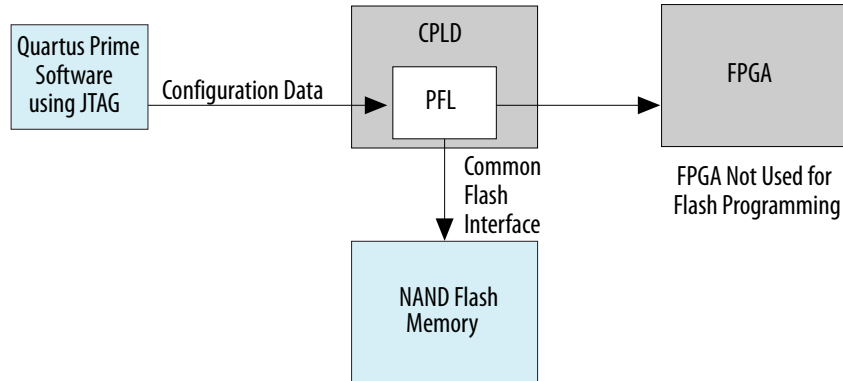 Quartus Prime
Software
using JTAG
Configuration Data
CPLD
PFL
FPGA
FPGA Not Used for
Flash Programming
Common
Flash
Interface
NAND Flash
Memory